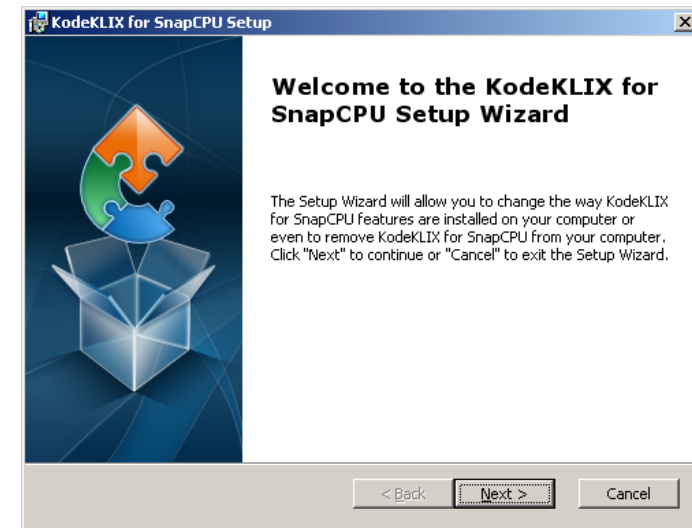 KodeKLIX for SnapCPU Setup
Welcome to the KodeKLIX for
SnapCPU Setup Wizard
The Setup Wizard will allow you to change the way KodeKLIX
for SnapCPU features are installed on your computer or
even to remove KodeKLIX for SnapCPU from your computer.
Click "Next" to continue or "Cancel" to exit the Setup Wizard.
< Back Next > Cancel